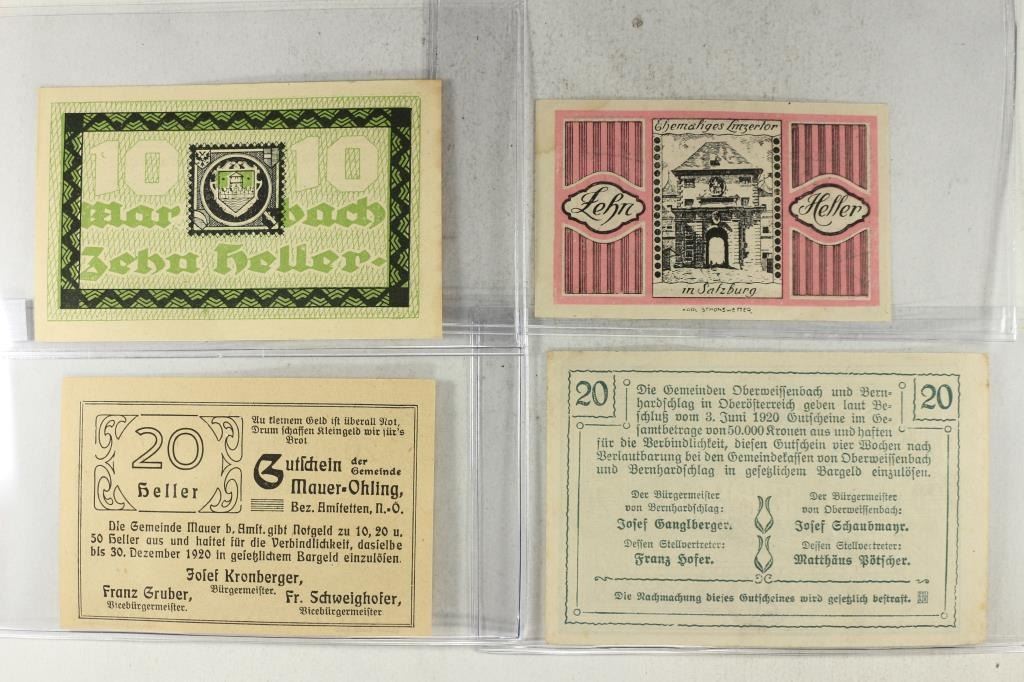 10 10
Marbach
Zehn Heller.
Ehemaliges Linzertor
Zehn Heller
in Salzburg
20
Heller
An kleinem Geld ist überall Not,
Drum schaffen Kleingeld wir für's
Brot
Gutschein der
Gemeinde
Mauer-Öhling,
Bez. Amstetten, N.-Ö.
Die Gemeinde Mauer b. Amst. gibt Notgeld zu 10, 20 u.
50 Heller aus und haftet für die Verbindlichkeit, dasselbe
bis 30. Dezember 1920 in gesetzlichem Bargeld einzulösen.
Josef Kronberger,
Bürgermeister.
Franz Gruber,
Vicebürgermeister.
Fr. Schweighofer,
Vicebürgermeister
20 20
Die Gemeinden Oberweissenbach und Bern-
hardschlag in Oberösterreich geben laut Be-
schluß vom 3. Juni 1920 Gutscheine im Ge-
samtbetrage von 50.000 Kronen aus und haften
für die Verbindlichkeit, diesen Gutschein vier Wochen nach
Verlautbarung bei den Gemeindekassen von Oberweissenbach
und Bernhardschlag in gesetzlichem Bargeld einzulösen.
Der Bürgermeister
von Bernhardschlag:
Josef Ganglberger.
Dessen Stellvertreter:
Franz Hofer.
Der Bürgermeister
von Oberweissenbach:
Josef Schaubmayr.
Dessen Stellvertreter:
Matthäus Pötscher.
Die Nachmachung dieses Gutscheines wird gesetzlich bestraft.